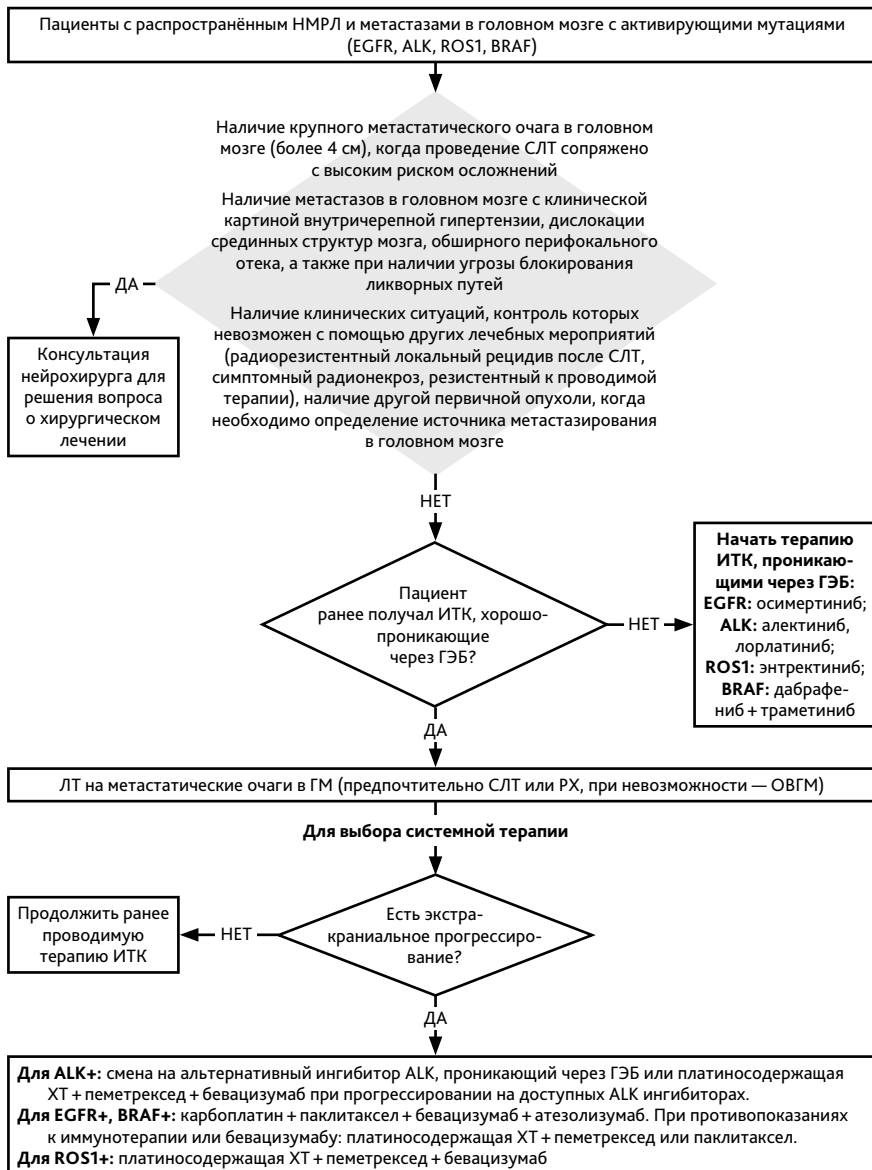 Пациенты с распространённым НМРЛ и метастазами в головном мозге с активирующими мутациями
(EGFR, ALK, ROS1, BRAF)
Наличие крупного метастатического очага в головном
мозге (более 4 см), когда проведение СЛТ сопряжено
с высоким риском осложнений
Наличие метастазов в головном мозге с клинической
картиной внутричерепной гипертензии, дислокации
срединных структур мозга, обширного перифокального
отека, а также при наличии угрозы блокирования
ликворных путей
Наличие клинических ситуаций, контроль которых
невозможен с помощью других лечебных мероприятий
(радиорезистентный локальный рецидив после СЛТ,
симптомный радионекроз, резистентный к проводимой
терапии), наличие другой первичной опухоли, когда
необходимо определение источника метастазирования
в головном мозге
ДА
Консультация
нейрохирурга для
решения вопроса
о хирургическом
лечении
НЕТ
Пациент
ранее получал ИТК, хорошо-
проникающие
через ГЭБ?
НЕТ
Начать терапию
ИТК, проникаю-
щими через ГЭБ:
EGFR: осимертиниб;
ALK: алектиниб,
лорлатиниб;
ROS1: энтректиниб;
BRAF: дабрафе-
ниб + траметиниб
ДА
ЛТ на метастатические очаги в ГМ (предпочтительно СЛТ или РХ, при невозможности — ОВГМ)
Для выбора системной терапии
Есть экстра-
краниальное прогрессиро-
вание?
НЕТ
Продолжить ранее
проводимую
терапию ИТК
ДА
Для ALK+: смена на альтернативный ингибитор ALK, проникающий через ГЭБ или платиносодержащая
ХТ + пеметрексед + бевацизумаб при прогрессировании на доступных ALK ингибиторах.
Для EGFR+, BRAF+: карбоплатин + паклитаксел + бевацизумаб + атезолизумаб. При противопоказаниях
к иммунотерапии или бевацизумабу: платиносодержащая ХТ + пеметрексед или паклитаксел.
Для ROS1+: платиносодержащая ХТ + пеметрексед + бевацизумаб